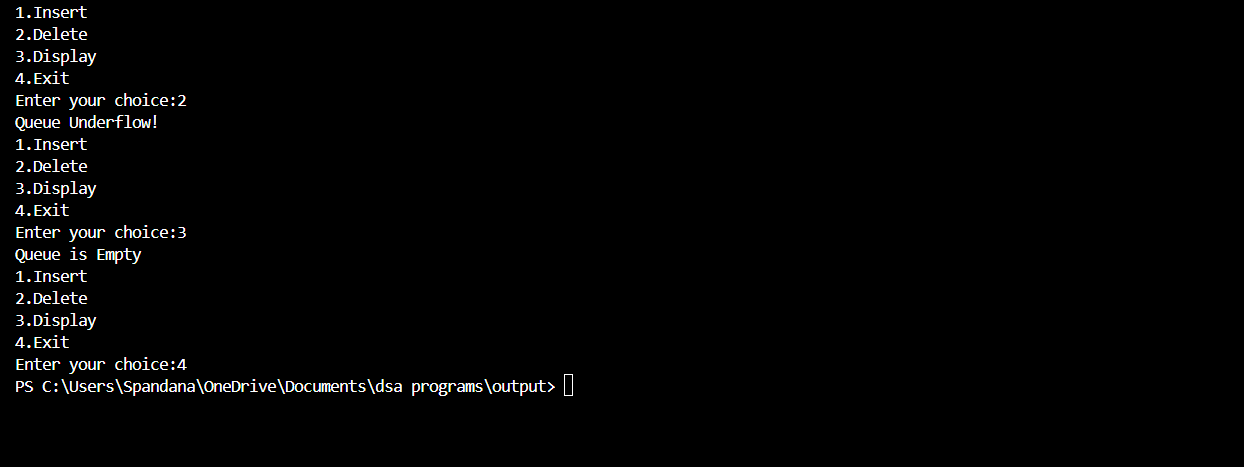 1.Insert
2.Delete
3.Display
4.Exit
Enter your choice:2
Queue Underflow!
1.Insert
2.Delete
3.Display
4.Exit
Enter your choice:3
Queue is Empty
1.Insert
2.Delete
3.Display
4.Exit
Enter your choice:4
PS C:\Users\Spandana\OneDrive\Documents\dsa programs\output>